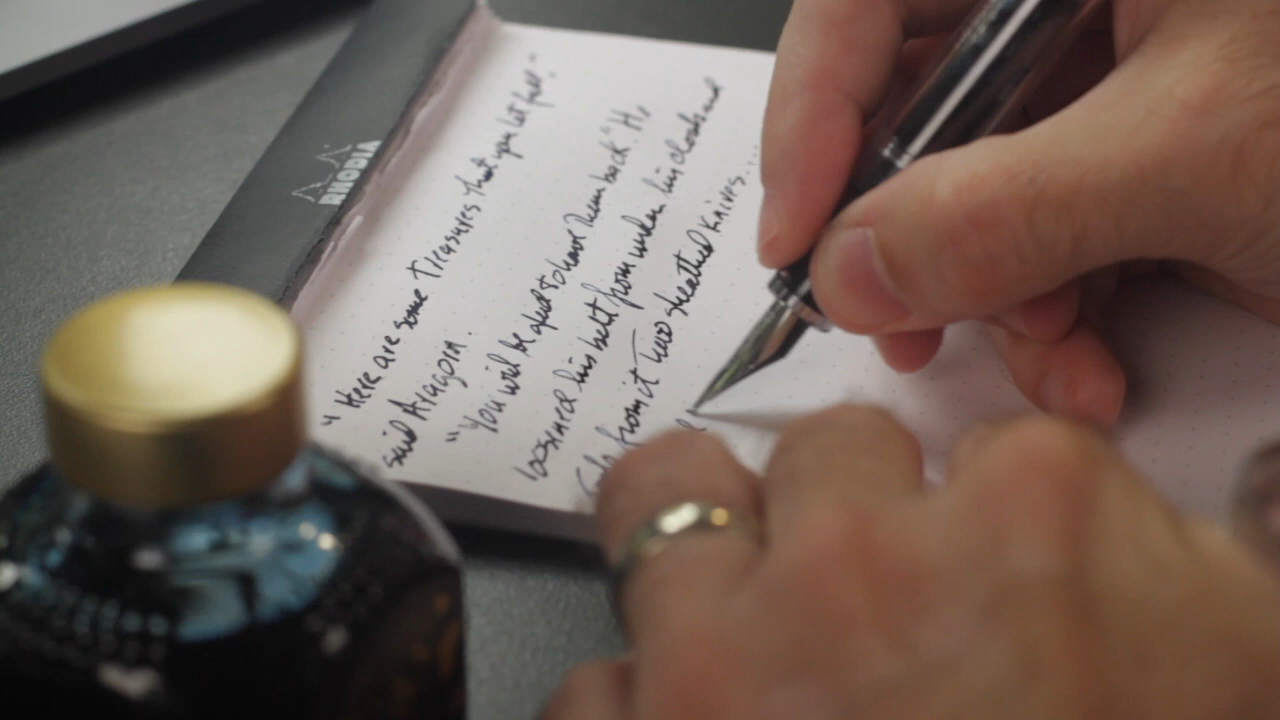 RHODIA
"Here are some Treasures that you let fall,"
said Aragorn.
"You will be glad to have them back." He
loosened his belt from under his cloak and
from it two sheathed knives...